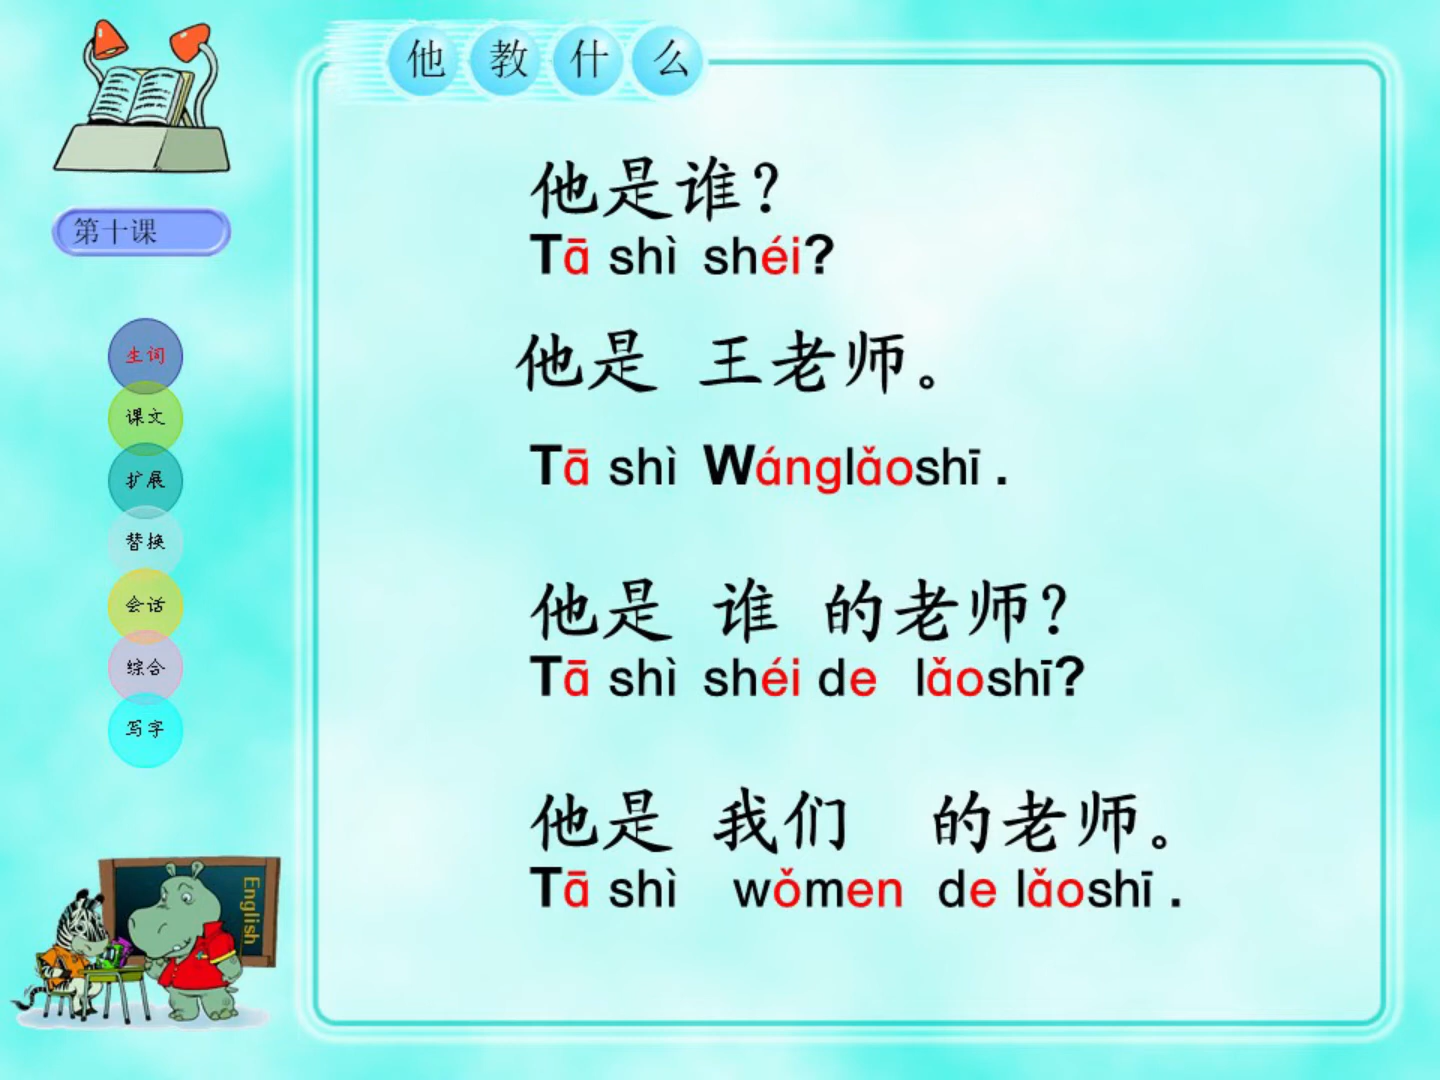 他教什么
第十课
生词
课文
扩展
替换
会话
综合
写字
English
他是谁？
Tā shì shéi?
他是 王老师。
Tā shì Wánglǎoshī .
他是 谁 的老师？
Tā shì shéi de lǎoshī?
他是 我们 的老师。
Tā shì wǒmen de lǎoshī .